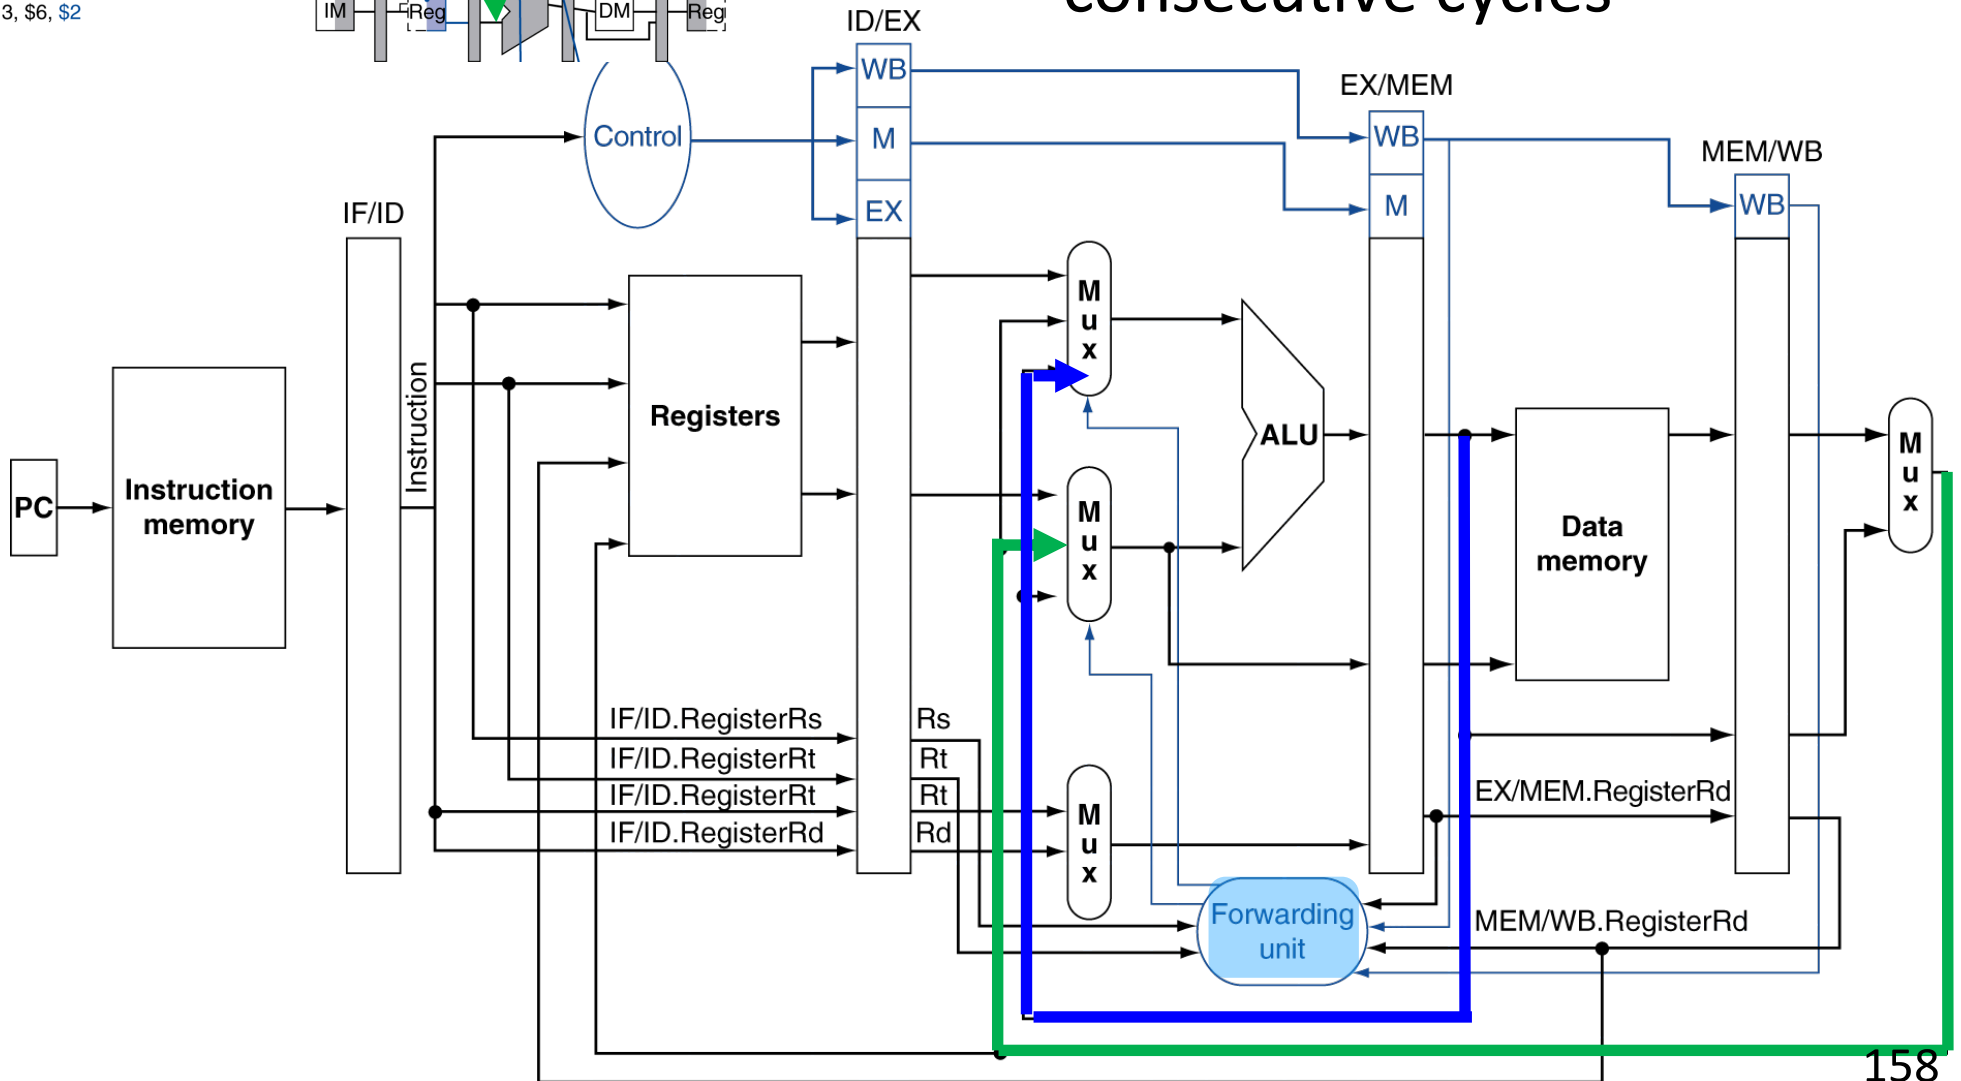 3, $6, $2
IM
Reg
DM
Reg
consecutive cycles
ID/EX
WB
M
EX
Control
EX/MEM
WB
M
MEM/WB
WB
IF/ID
Instruction
PC
Instruction
memory
Registers
M
u
x
M
u
x
ALU
Data
memory
M
u
x
IF/ID.RegisterRs
Rs
IF/ID.RegisterRt
Rt
IF/ID.RegisterRt
Rt
IF/ID.RegisterRd
Rd
M
u
x
EX/MEM.RegisterRd
Forwarding
unit
MEM/WB.RegisterRd
158